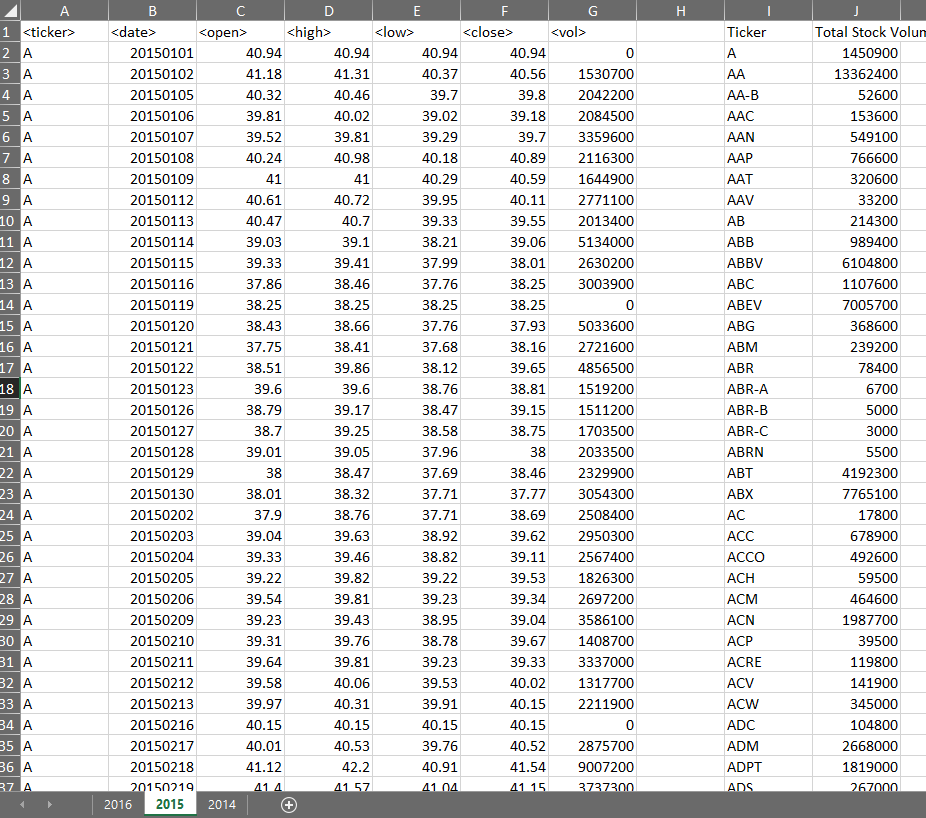 A B C D E F G H I J
1 <ticker> <date> <open> <high> <low> <close> <vol> Ticker Total Stock Volum
2 A 20150101 40.94 40.94 40.94 40.94 0 A 1450900
3 A 20150102 41.18 41.31 40.37 40.56 1530700 AA 13362400
4 A 20150105 40.32 40.46 39.7 39.8 2042200 AA-B 52600
5 A 20150106 39.81 40.02 39.02 39.18 2084500 AAC 153600
6 A 20150107 39.52 39.81 39.29 39.7 3359600 AAN 549100
7 A 20150108 40.24 40.98 40.18 40.89 2116300 AAP 766600
8 A 20150109 41 41 40.29 40.59 1644900 AAT 320600
9 A 20150112 40.61 40.72 39.95 40.11 2771100 AAV 33200
10 A 20150113 40.47 40.7 39.33 39.55 2013400 AB 214300
11 A 20150114 39.03 39.1 38.21 39.06 5134000 ABB 989400
12 A 20150115 39.33 39.41 37.99 38.01 2630200 ABBV 6104800
13 A 20150116 37.86 38.46 37.76 38.25 3003900 ABC 1107600
14 A 20150119 38.25 38.25 38.25 38.25 0 ABEV 7005700
15 A 20150120 38.43 38.66 37.76 37.93 5033600 ABG 368600
16 A 20150121 37.75 38.41 37.68 38.16 2721600 ABM 239200
17 A 20150122 38.51 39.86 38.12 39.65 4856500 ABR 78400
18 A 20150123 39.6 39.6 38.76 38.81 1519200 ABR-A 6700
19 A 20150126 38.79 39.17 38.47 39.15 1511200 ABR-B 5000
20 A 20150127 38.7 39.25 38.58 38.75 1703500 ABR-C 3000
21 A 20150128 39.01 39.05 37.96 38 2033500 ABRN 5500
22 A 20150129 38 38.47 37.69 38.46 2329900 ABT 4192300
23 A 20150130 38.01 38.32 37.71 37.77 3054300 ABX 7765100
24 A 20150202 37.9 38.76 37.71 38.69 2508400 AC 17800
25 A 20150203 39.04 39.63 38.92 39.62 2950300 ACC 678900
26 A 20150204 39.33 39.46 38.82 39.11 2567400 ACCO 492600
27 A 20150205 39.22 39.82 39.22 39.53 1826300 ACH 59500
28 A 20150206 39.54 39.81 39.23 39.34 2697200 ACM 464600
29 A 20150209 39.23 39.43 38.95 39.04 3586100 ACN 1987700
30 A 20150210 39.31 39.76 38.78 39.67 1408700 ACP 39500
31 A 20150211 39.64 39.81 39.23 39.33 3337000 ACRE 119800
32 A 20150212 39.58 40.06 39.53 40.02 1317700 ACV 141900
33 A 20150213 39.97 40.31 39.91 40.15 2211900 ACW 345000
34 A 20150216 40.15 40.15 40.15 40.15 0 ADC 104800
35 A 20150217 40.01 40.53 39.76 40.52 2875700 ADM 2668000
36 A 20150218 41.12 42.2 40.91 41.54 9007200 ADPT 1819000
37 A 20150219 41.4 41.57 41.04 41.15 3737300 ADS 267000
2016 2015 2014